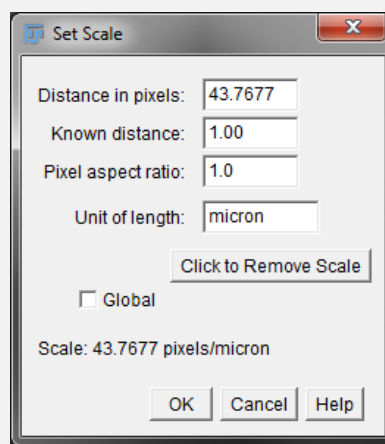 Set Scale
Distance in pixels: 43.7677
Known distance: 1.00
Pixel aspect ratio: 1.0
Unit of length: micron
Click to Remove Scale
Global
Scale: 43.7677 pixels/micron
OK Cancel Help